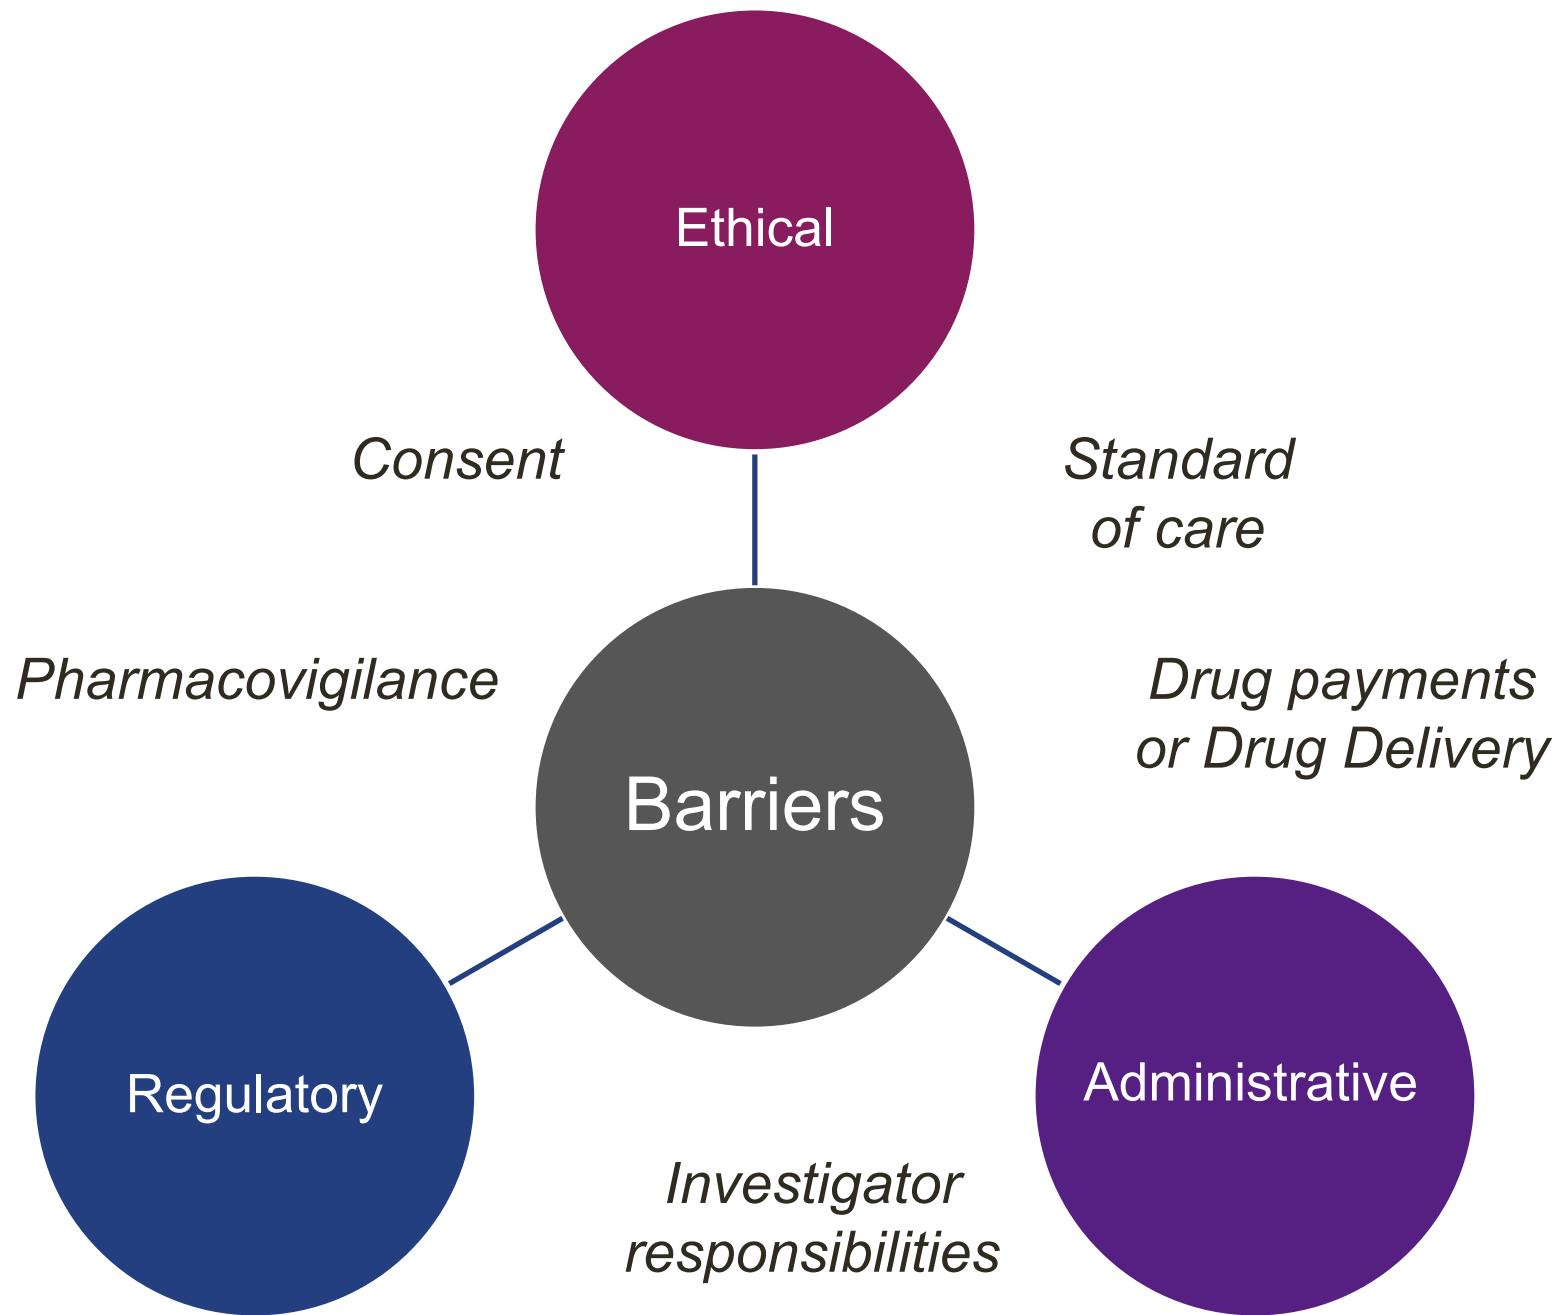 Ethical
Consent
Standard
of care
Pharmacovigilance
Drug payments
or Drug Delivery
Barriers
Regulatory
Administrative
Investigator
responsibilities